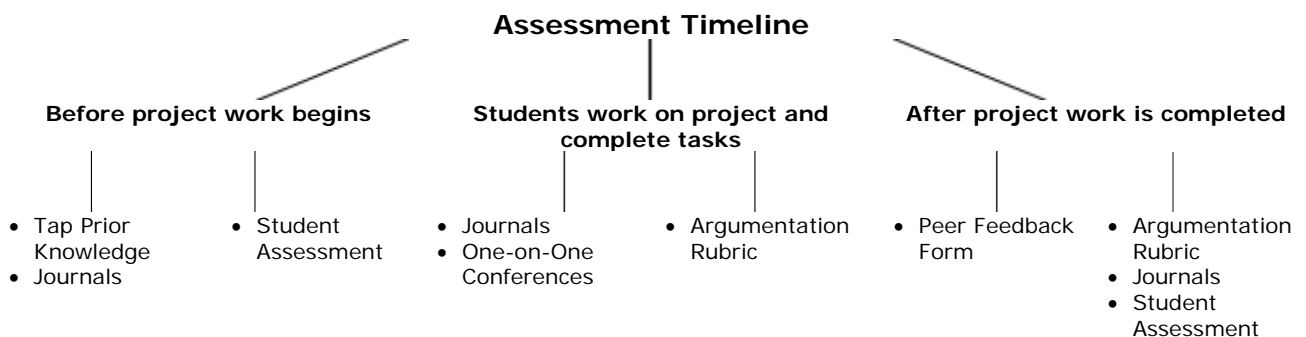 Assessment Timeline
Before project work begins
Students work on project and
complete tasks
After project work is completed
• Tap Prior
Knowledge
• Journals
• Student
Assessment
• Journals
• One-on-One
Conferences
• Argumentation
Rubric
• Peer Feedback
Form
• Argumentation
Rubric
• Journals
• Student
Assessment